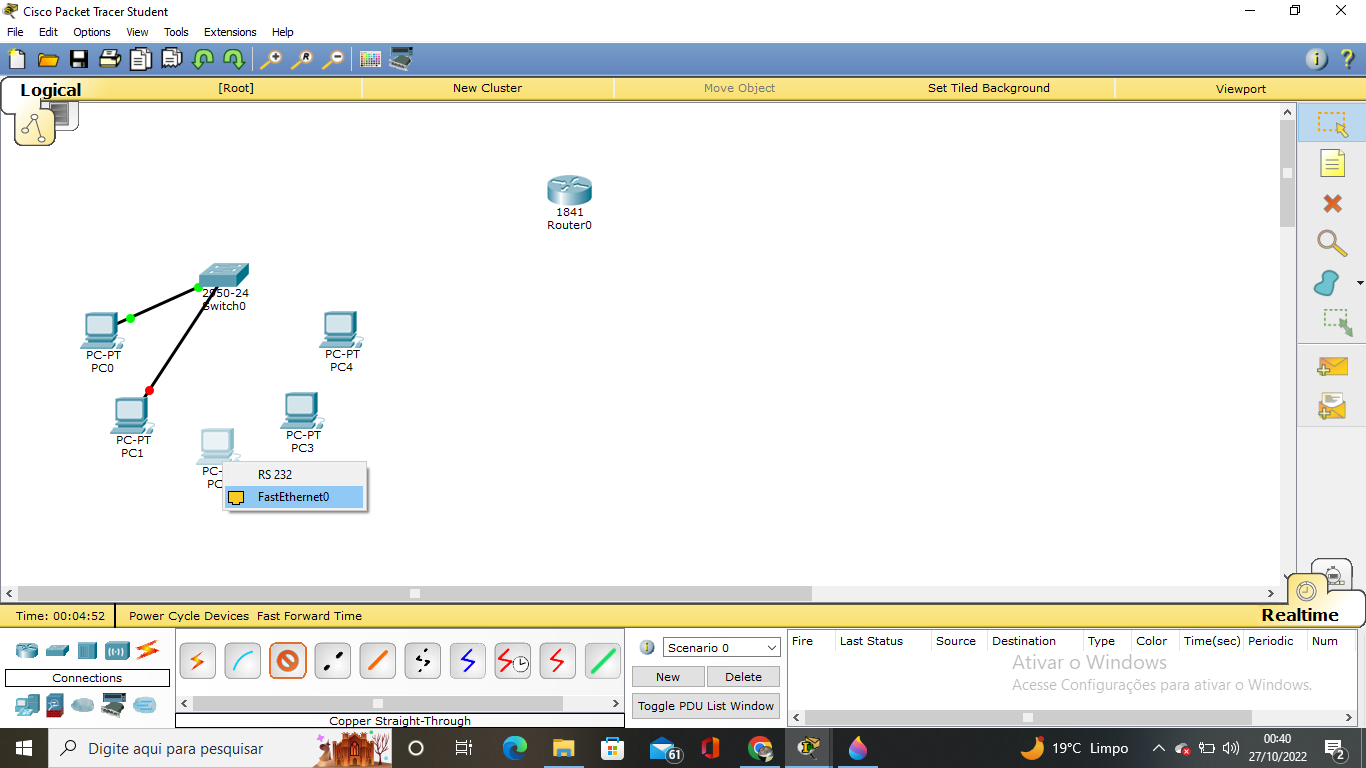 Cisco Packet Tracer Student
File Edit Options View Tools Extensions Help
Logical [Root] New Cluster Move Object Set Tiled Background Viewport
1841
Router0
2950-24
Switch0
PC-PT
PC0
PC-PT
PC4
PC-PT
PC1
PC-PT
PC3
PC-
PC
RS 232
FastEthernet0
Time: 00:04:52 Power Cycle Devices Fast Forward Time Realtime
Connections
Copper Straight-Through
Scenario 0
New Delete
Toggle PDU List Window
Fire Last Status Source Destination Type Color Time(sec) Periodic Num
Ativar o Windows
Acesse Configurações para ativar o Windows.
Digite aqui para pesquisar
61
19°C Limpo
00:40
27/10/2022
2